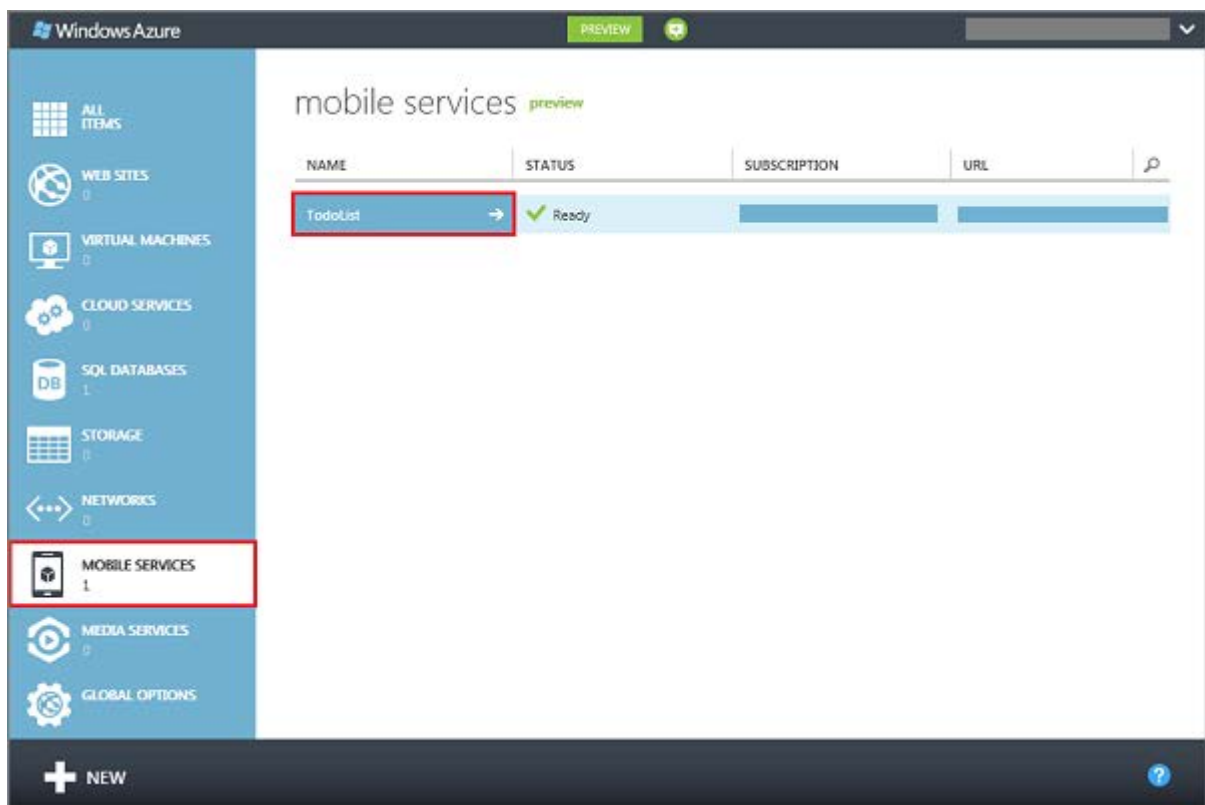 Windows Azure
PREVIEW
ALL
ITEMS
WEB SITES
0
VIRTUAL MACHINES
0
CLOUD SERVICES
0
DB
SQL DATABASES
1
STORAGE
0
NETWORKS
0
MOBILE SERVICES
1
MEDIA SERVICES
0
GLOBAL OPTIONS
mobile services preview
NAME STATUS SUBSCRIPTION URL
TodoList Ready
NEW
?